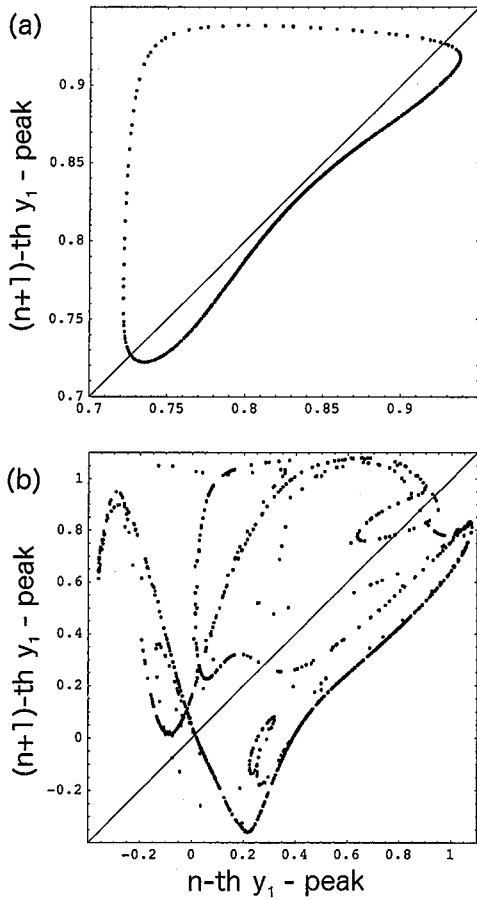 (a)
(n+1)-th y₁ - peak
0.9
0.85
0.8
0.75
0.7
0.7 0.75 0.8 0.85 0.9
(b)
(n+1)-th y₁ - peak
1
0.8
0.6
0.4
0.2
0
-0.2
-0.2 0 0.2 0.4 0.6 0.8 1
n-th y₁ - peak